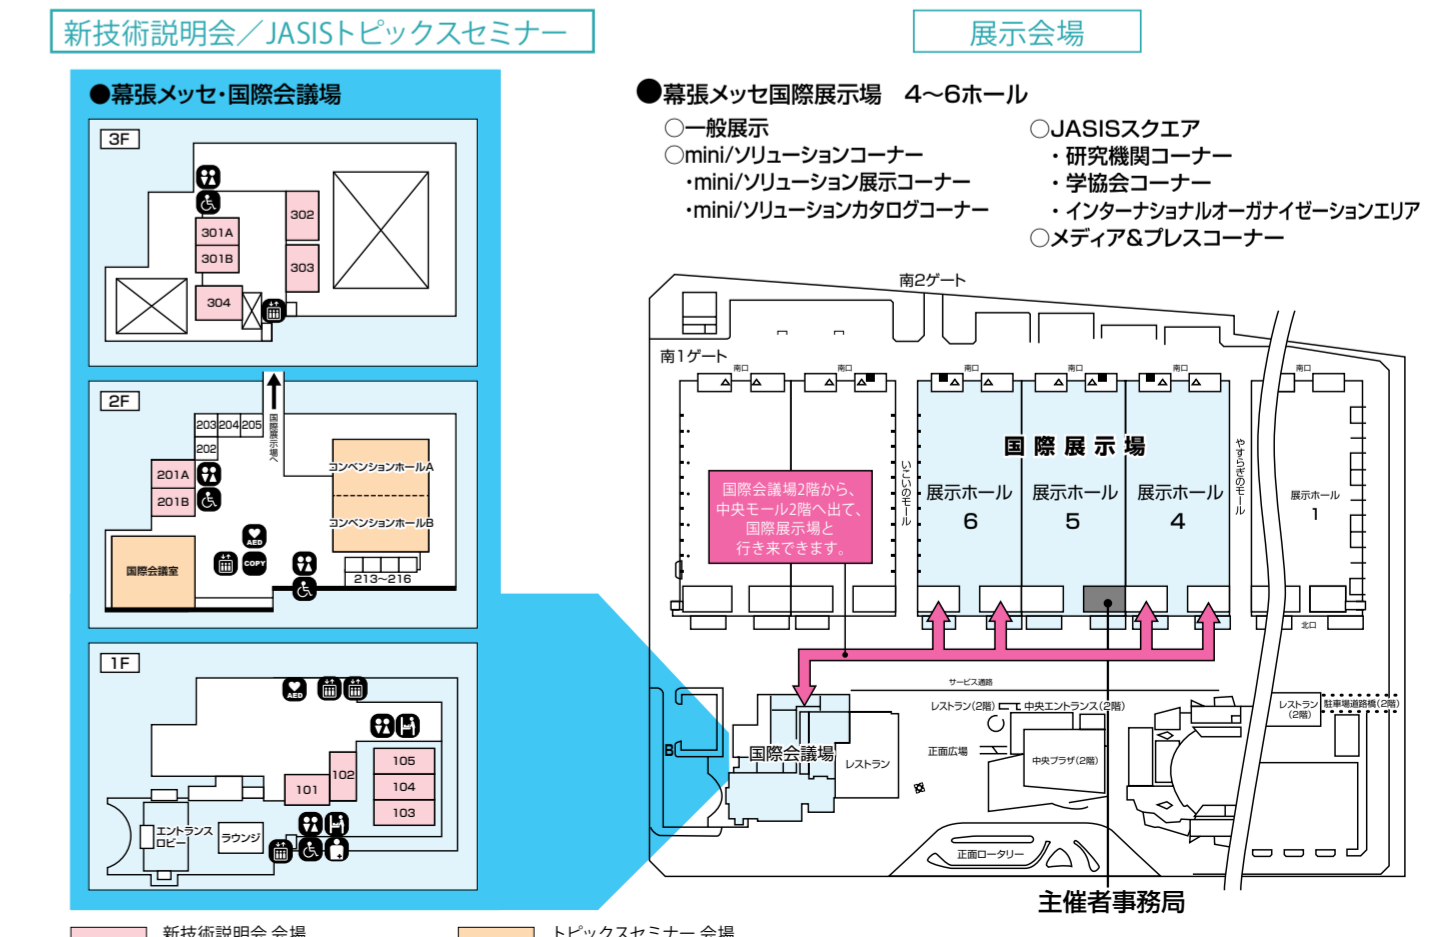 新技術説明会／JASISトピックスセミナー
●幕張メッセ・国際会議場
3F
302
301A
301B
303
304
2F
203 204 205
202
国際展示場へ
コンベンションホールA
201A
201B
コンベンションホールB
AED
COPY
国際会議室
213～216
1F
AED
105
102
104
101
103
エントランス
ロビー
ラウンジ
新技術説明会 会場
トピックスセミナー 会場
展示会場
●幕張メッセ国際展示場　4～6ホール
○一般展示
○mini/ソリューションコーナー
・mini/ソリューション展示コーナー
・mini/ソリューションカタログコーナー
○JASISスクエア
・研究機関コーナー
・学協会コーナー
・インターナショナルオーガナイゼーションエリア
○メディア&プレスコーナー
南2ゲート
南1ゲート
南口
南口
南口
南口
南口
南口
国際展示場
いこいのモール
やすらぎのモール
国際会議場2階から、
中央モール2階へ出て、
国際展示場と
行き来できます。
展示ホール
6
展示ホール
5
展示ホール
4
展示ホール
1
北口
サービス通路
レストラン(2階)
中央エントランス(2階)
レストラン
(2階)
駐車場連絡橋(2階)
B
国際会議場
レストラン
正面広場
中央プラザ(2階)
正面ロータリー
主催者事務局